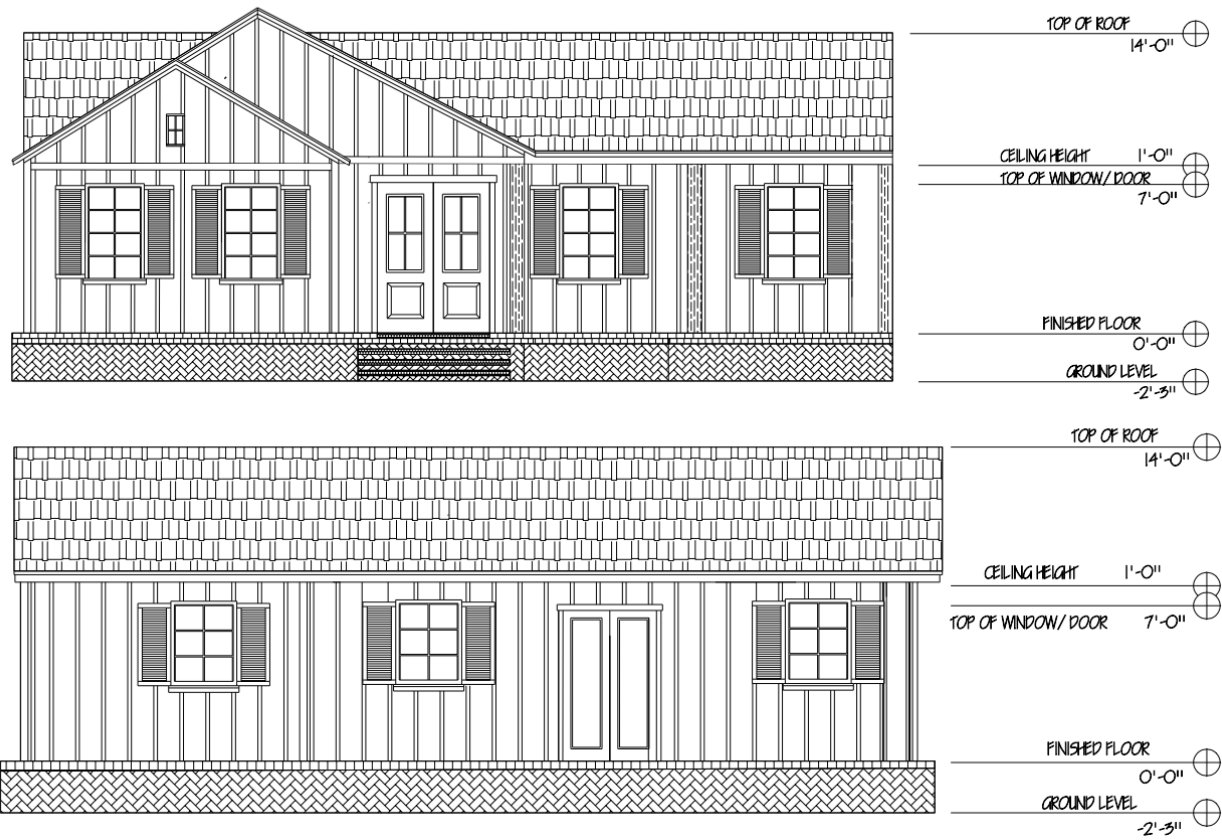 TOP OF ROOF
14'-0"
CEILING HEIGHT 1'-0"
TOP OF WINDOW/ DOOR
7'-0"
FINISHED FLOOR
0'-0"
GROUND LEVEL
-2'-3"
TOP OF ROOF
14'-0"
CEILING HEIGHT 1'-0"
TOP OF WINDOW/ DOOR 7'-0"
FINISHED FLOOR
0'-0"
GROUND LEVEL
-2'-3"